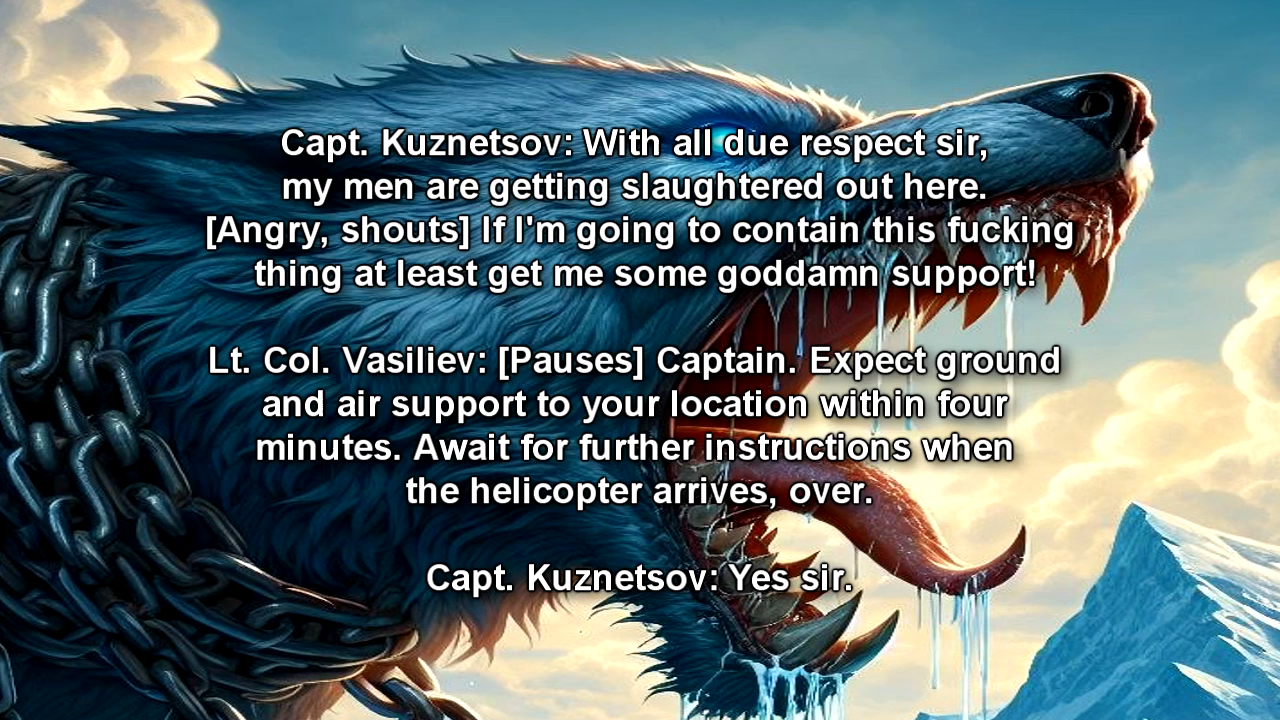 Capt. Kuznetsov: With all due respect sir,
my men are getting slaughtered out here.
[Angry, shouts] If I'm going to contain this fucking
thing at least get me some goddamn support!
Lt. Col. Vasiliev: [Pauses] Captain. Expect ground
and air support to your location within four
minutes. Await for further instructions when
the helicopter arrives, over.
Capt. Kuznetsov: Yes sir.